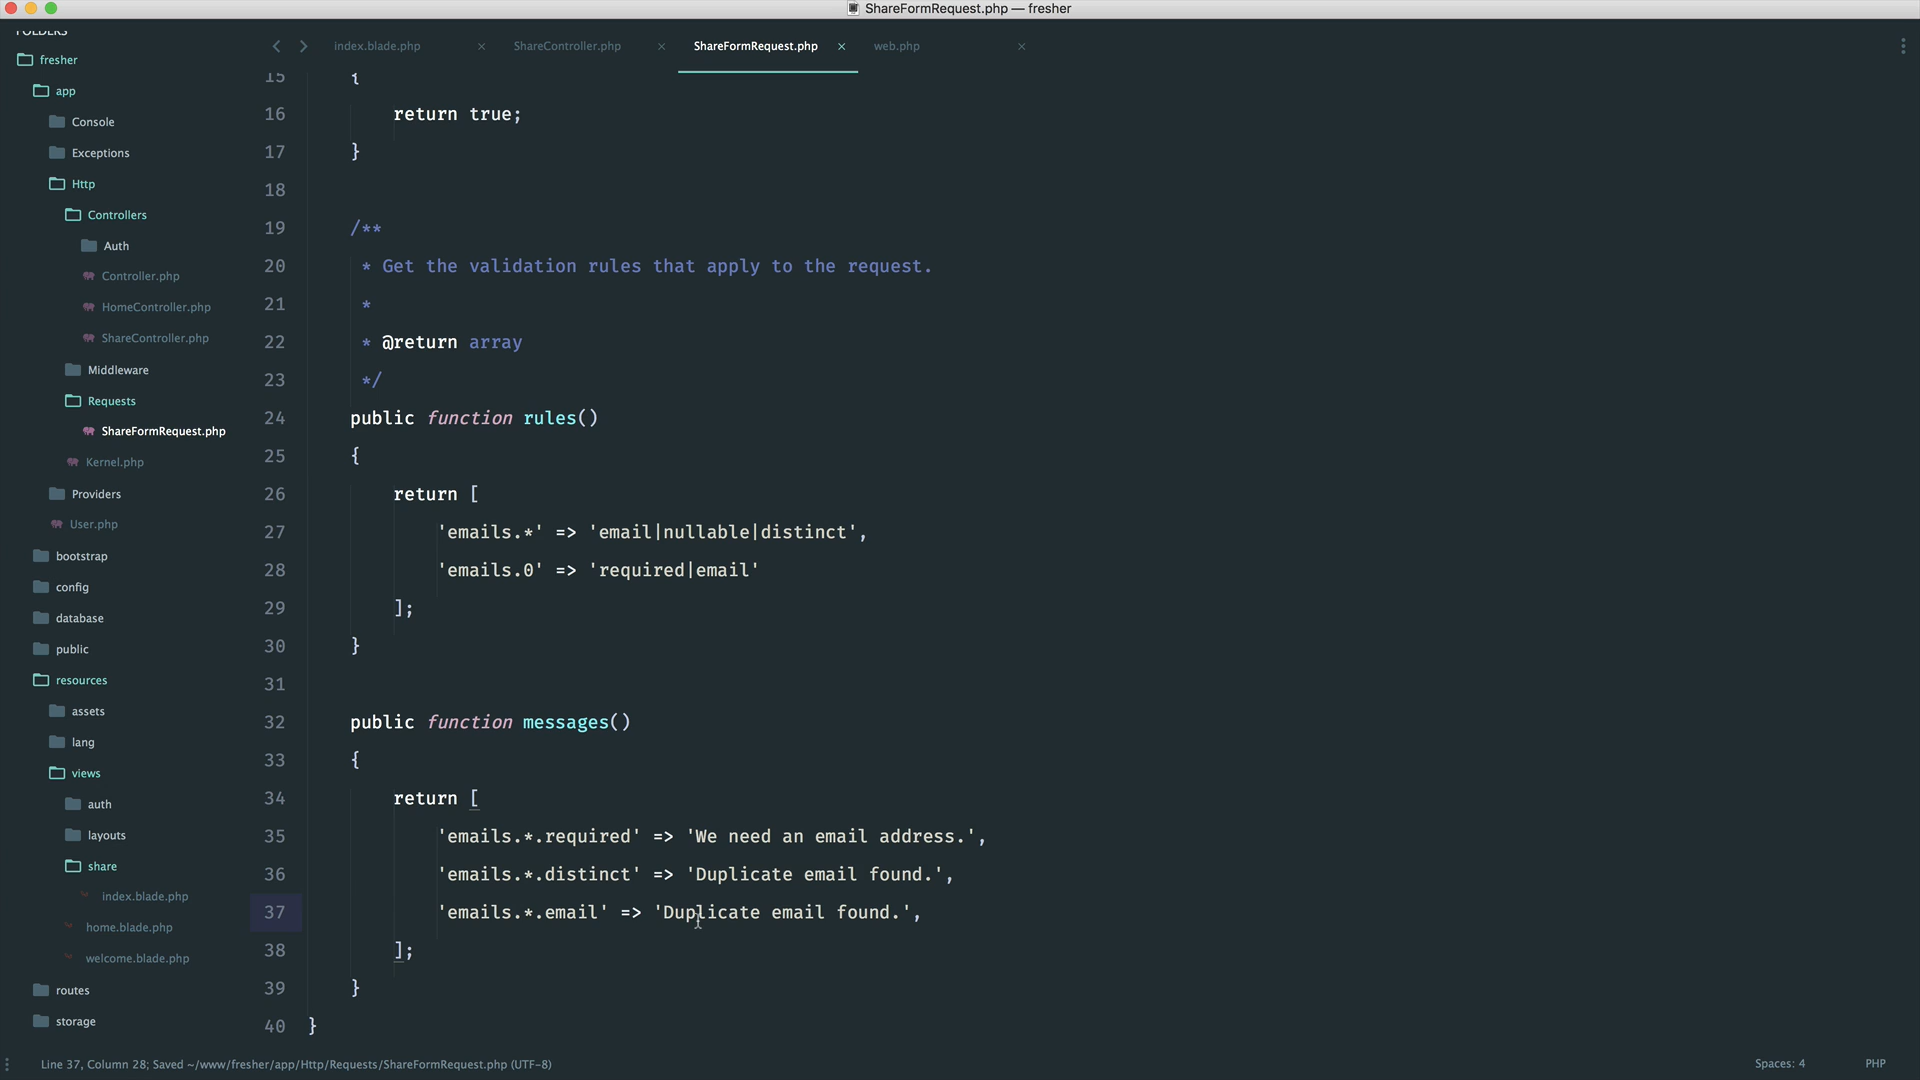 ShareFormRequest.php — fresher
FOLDERS
fresher
app
Console
Exceptions
Http
Controllers
Auth
Controller.php
HomeController.php
ShareController.php
Middleware
Requests
ShareFormRequest.php
Kernel.php
Providers
User.php
bootstrap
config
database
public
resources
assets
lang
views
auth
layouts
share
index.blade.php
home.blade.php
welcome.blade.php
routes
storage
index.blade.php × ShareController.php × ShareFormRequest.php × web.php ×
15 {
16 return true;
17 }
18
19 /**
20 * Get the validation rules that apply to the request.
21 *
22 * @return array
23 */
24 public function rules()
25 {
26 return [
27 'emails.*' => 'email|nullable|distinct',
28 'emails.0' => 'required|email'
29 ];
30 }
31
32 public function messages()
33 {
34 return [
35 'emails.*.required' => 'We need an email address.',
36 'emails.*.distinct' => 'Duplicate email found.',
37 'emails.*.email' => 'Duplicate email found.',
38 ];
39 }
40 }
Line 37, Column 28; Saved ~/www/fresher/app/Http/Requests/ShareFormRequest.php (UTF-8)
Spaces: 4
PHP